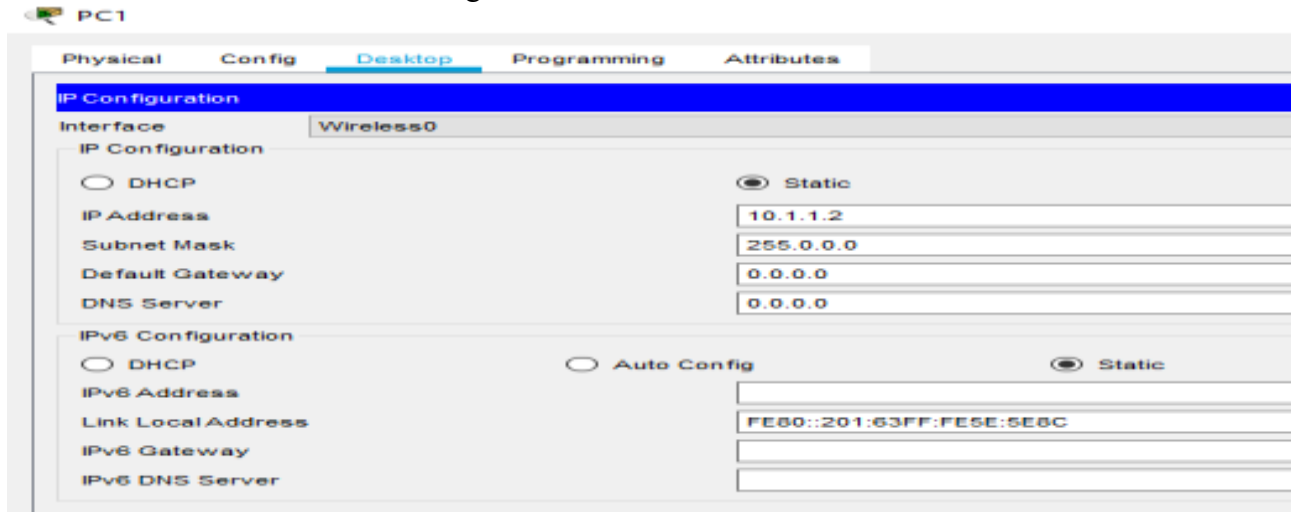 PC1
Physical Config Desktop Programming Attributes
IP Configuration
Interface Wireless0
IP Configuration
DHCP Static
IP Address 10.1.1.2
Subnet Mask 255.0.0.0
Default Gateway 0.0.0.0
DNS Server 0.0.0.0
IPv6 Configuration
DHCP Auto Config Static
IPv6 Address
Link Local Address FE80::201:63FF:FE5E:5E8C
IPv6 Gateway
IPv6 DNS Server